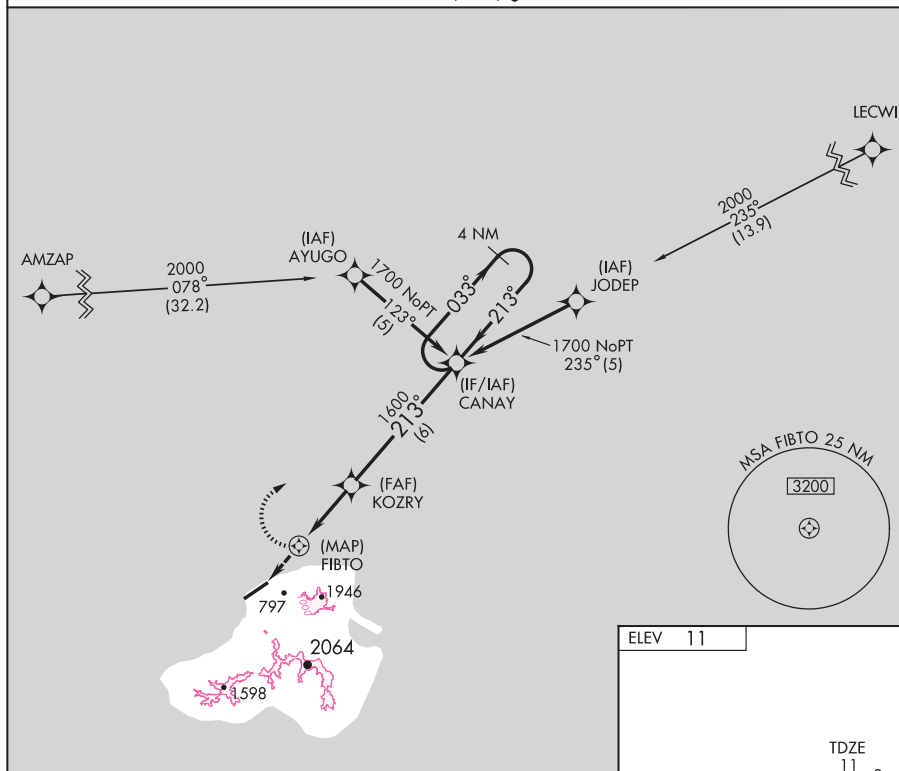 LECWI
2000
235°
(13.9)
4 NM
(IAF)
AYUGO
AMZAP
2000
078°
(32.2)
1700 NoPT
123°
(5)
033°
213°
(IAF)
JODEP
1700 NoPT
235° (5)
(IF/IAF)
CANAY
1600
213°
(6)
MSA FIBTO 25 NM
3200
(FAF)
KOZRY
(MAP)
FIBTO
797
1946
1000
2064
1598
ELEV 11
TDZE
11